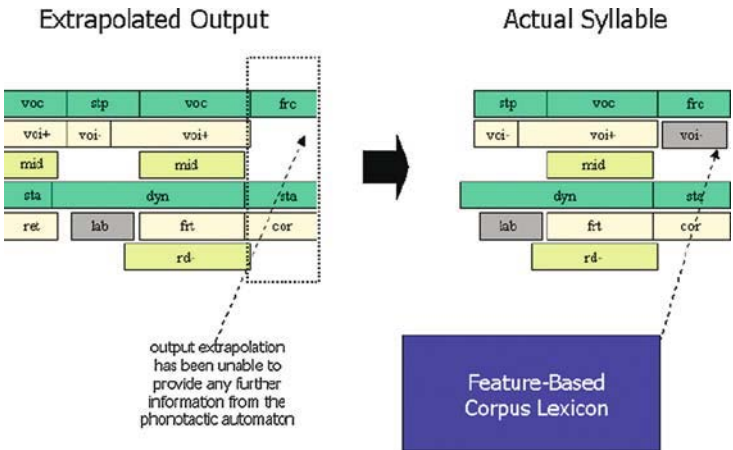 Extrapolated Output
voc stp voc frc
voi+ voi- voi+
mid mid
sta dyn sta
ret lab frt cor
rd-
output extrapolation
has been unable to
provide any further
information from the
phonotactic automaton
Actual Syllable
stp voc frc
voi- voi+ voi-
mid
dyn sta
lab frt cor
rd-
Feature-Based
Corpus Lexicon